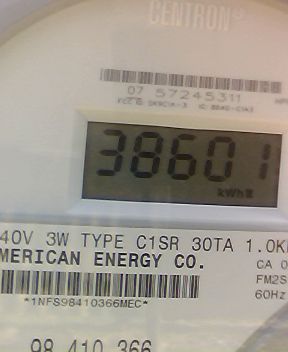 CENTRON®
07 57245311
38601
kWh
40V 3W TYPE C1SR 30TA 1.0K
MERICAN ENERGY CO.
CA 0
FM2S
*1NFS98410366MEC*
60Hz
98 410 366